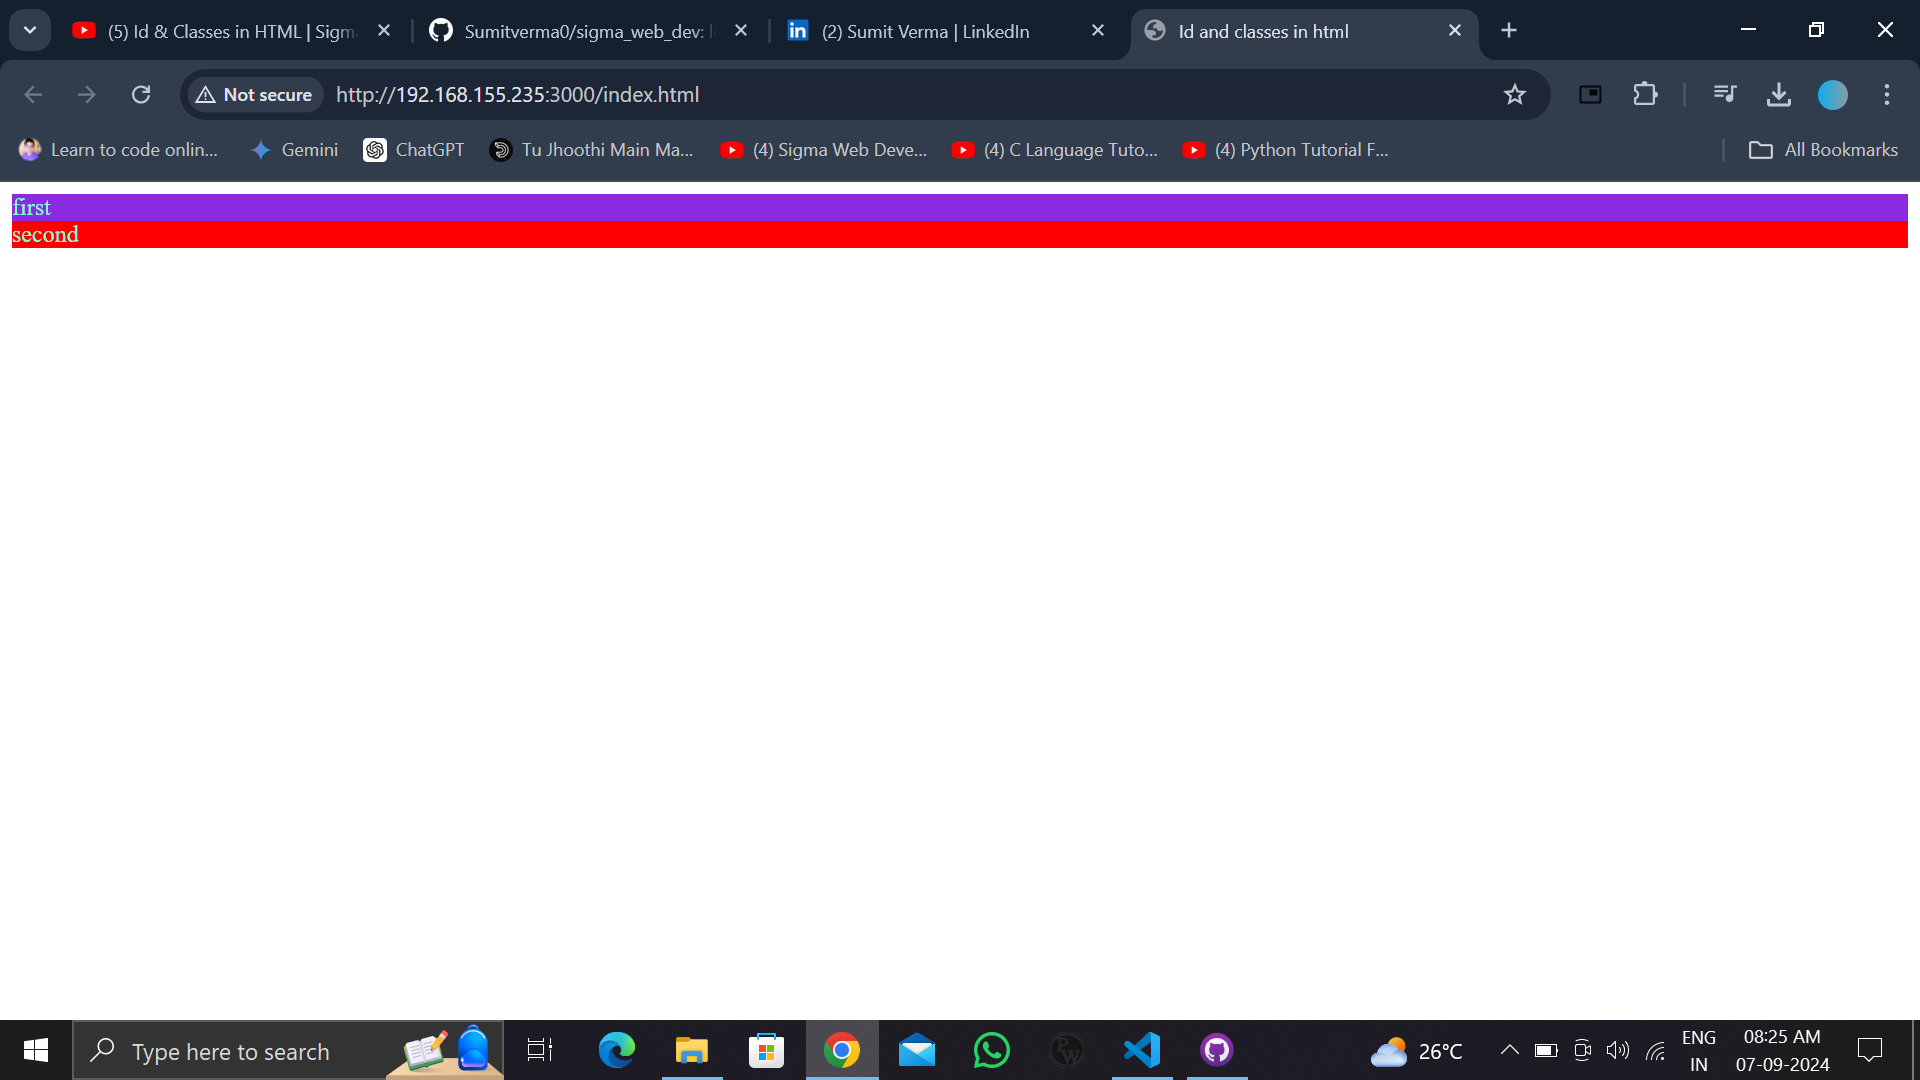 (5) Id & Classes in HTML | Sigma
Sumitverma0/sigma_web_dev:
(2) Sumit Verma | LinkedIn
Id and classes in html
Not secure
http://192.168.155.235:3000/index.html
Learn to code onlin...
Gemini
ChatGPT
Tu Jhoothi Main Ma...
(4) Sigma Web Deve...
(4) C Language Tuto...
(4) Python Tutorial F...
All Bookmarks
first
second
Type here to search
PW
26°C
ENG
IN
08:25 AM
07-09-2024